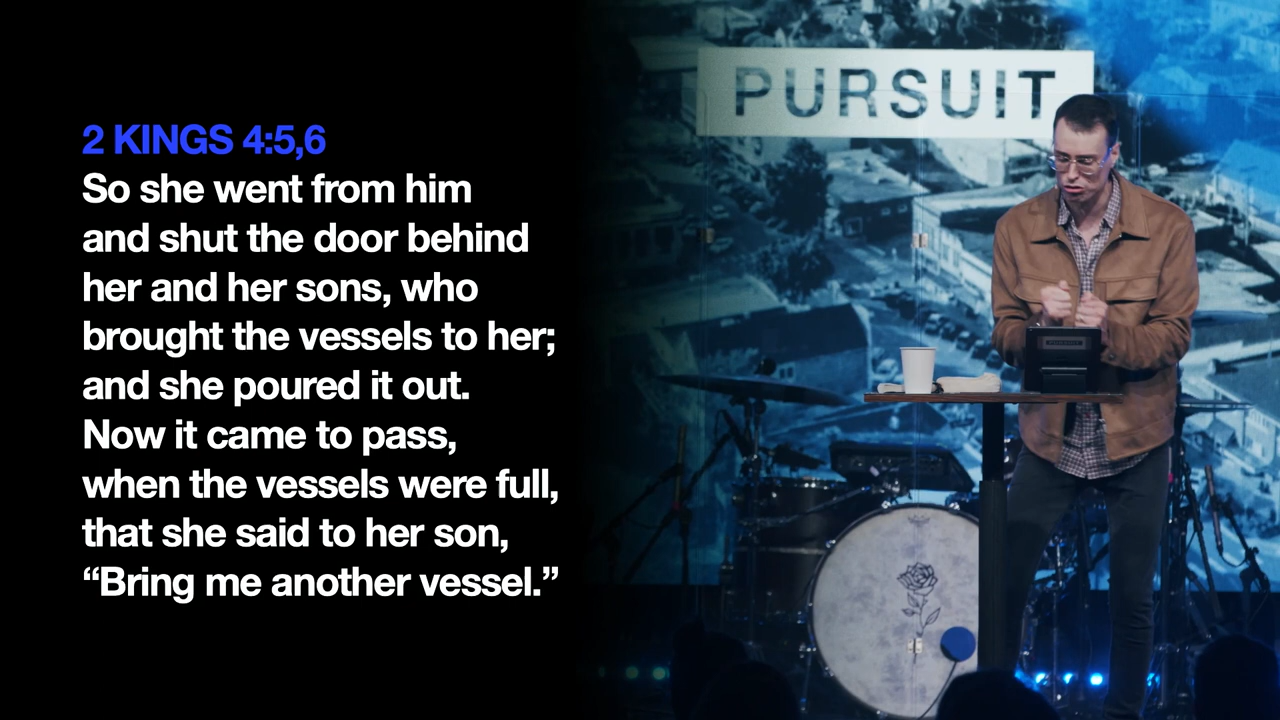 2 KINGS 4:5,6
So she went from him
and shut the door behind
her and her sons, who
brought the vessels to her;
and she poured it out.
Now it came to pass,
when the vessels were full,
that she said to her son,
“Bring me another vessel.”
PURSUIT
PURSUIT